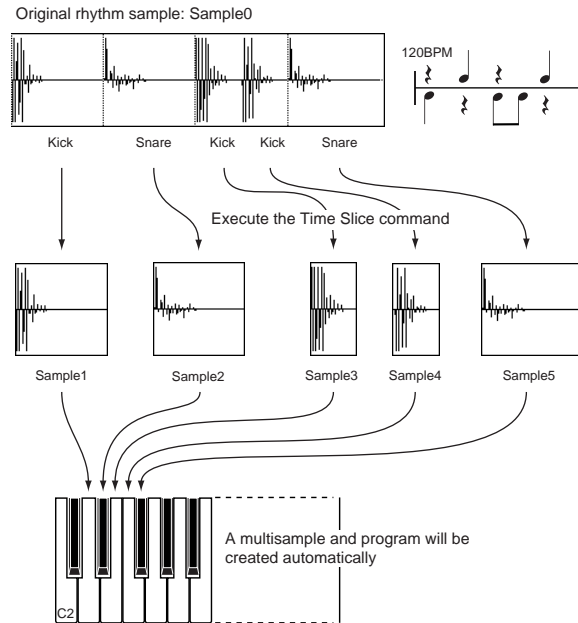 Original rhythm sample: Sample0
120BPM
Kick
Snare
Kick
Kick
Snare
Execute the Time Slice command
Sample1
Sample2
Sample3
Sample4
Sample5
A multisample and program will be
created automatically
C2